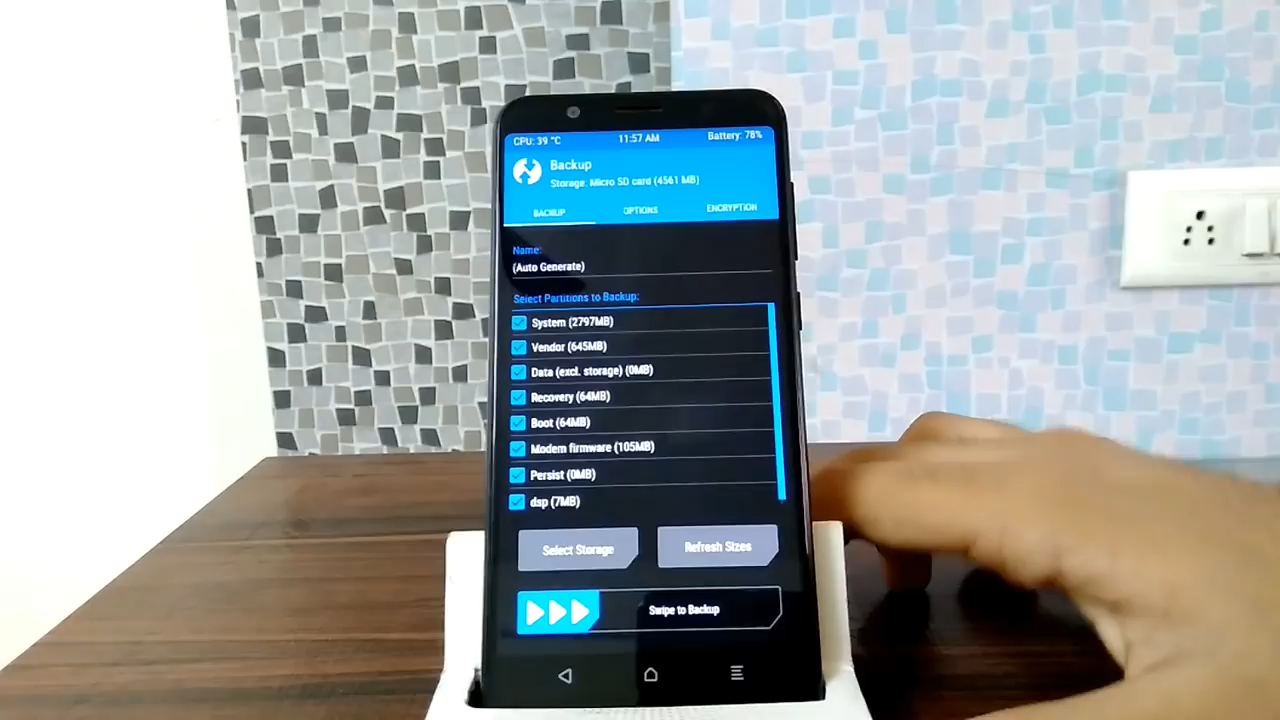 CPU: 39 °C 11:57 AM Battery: 78%
Backup
Storage: Micro SD card (4561 MB)
BACKUP OPTIONS ENCRYPTION
Name:
(Auto Generate)
Select Partitions to Backup:
System (2797MB)
Vendor (645MB)
Data (excl. storage) (0MB)
Recovery (64MB)
Boot (64MB)
Modem firmware (105MB)
Persist (0MB)
dsp (7MB)
Select Storage Refresh Sizes
Swipe to Backup